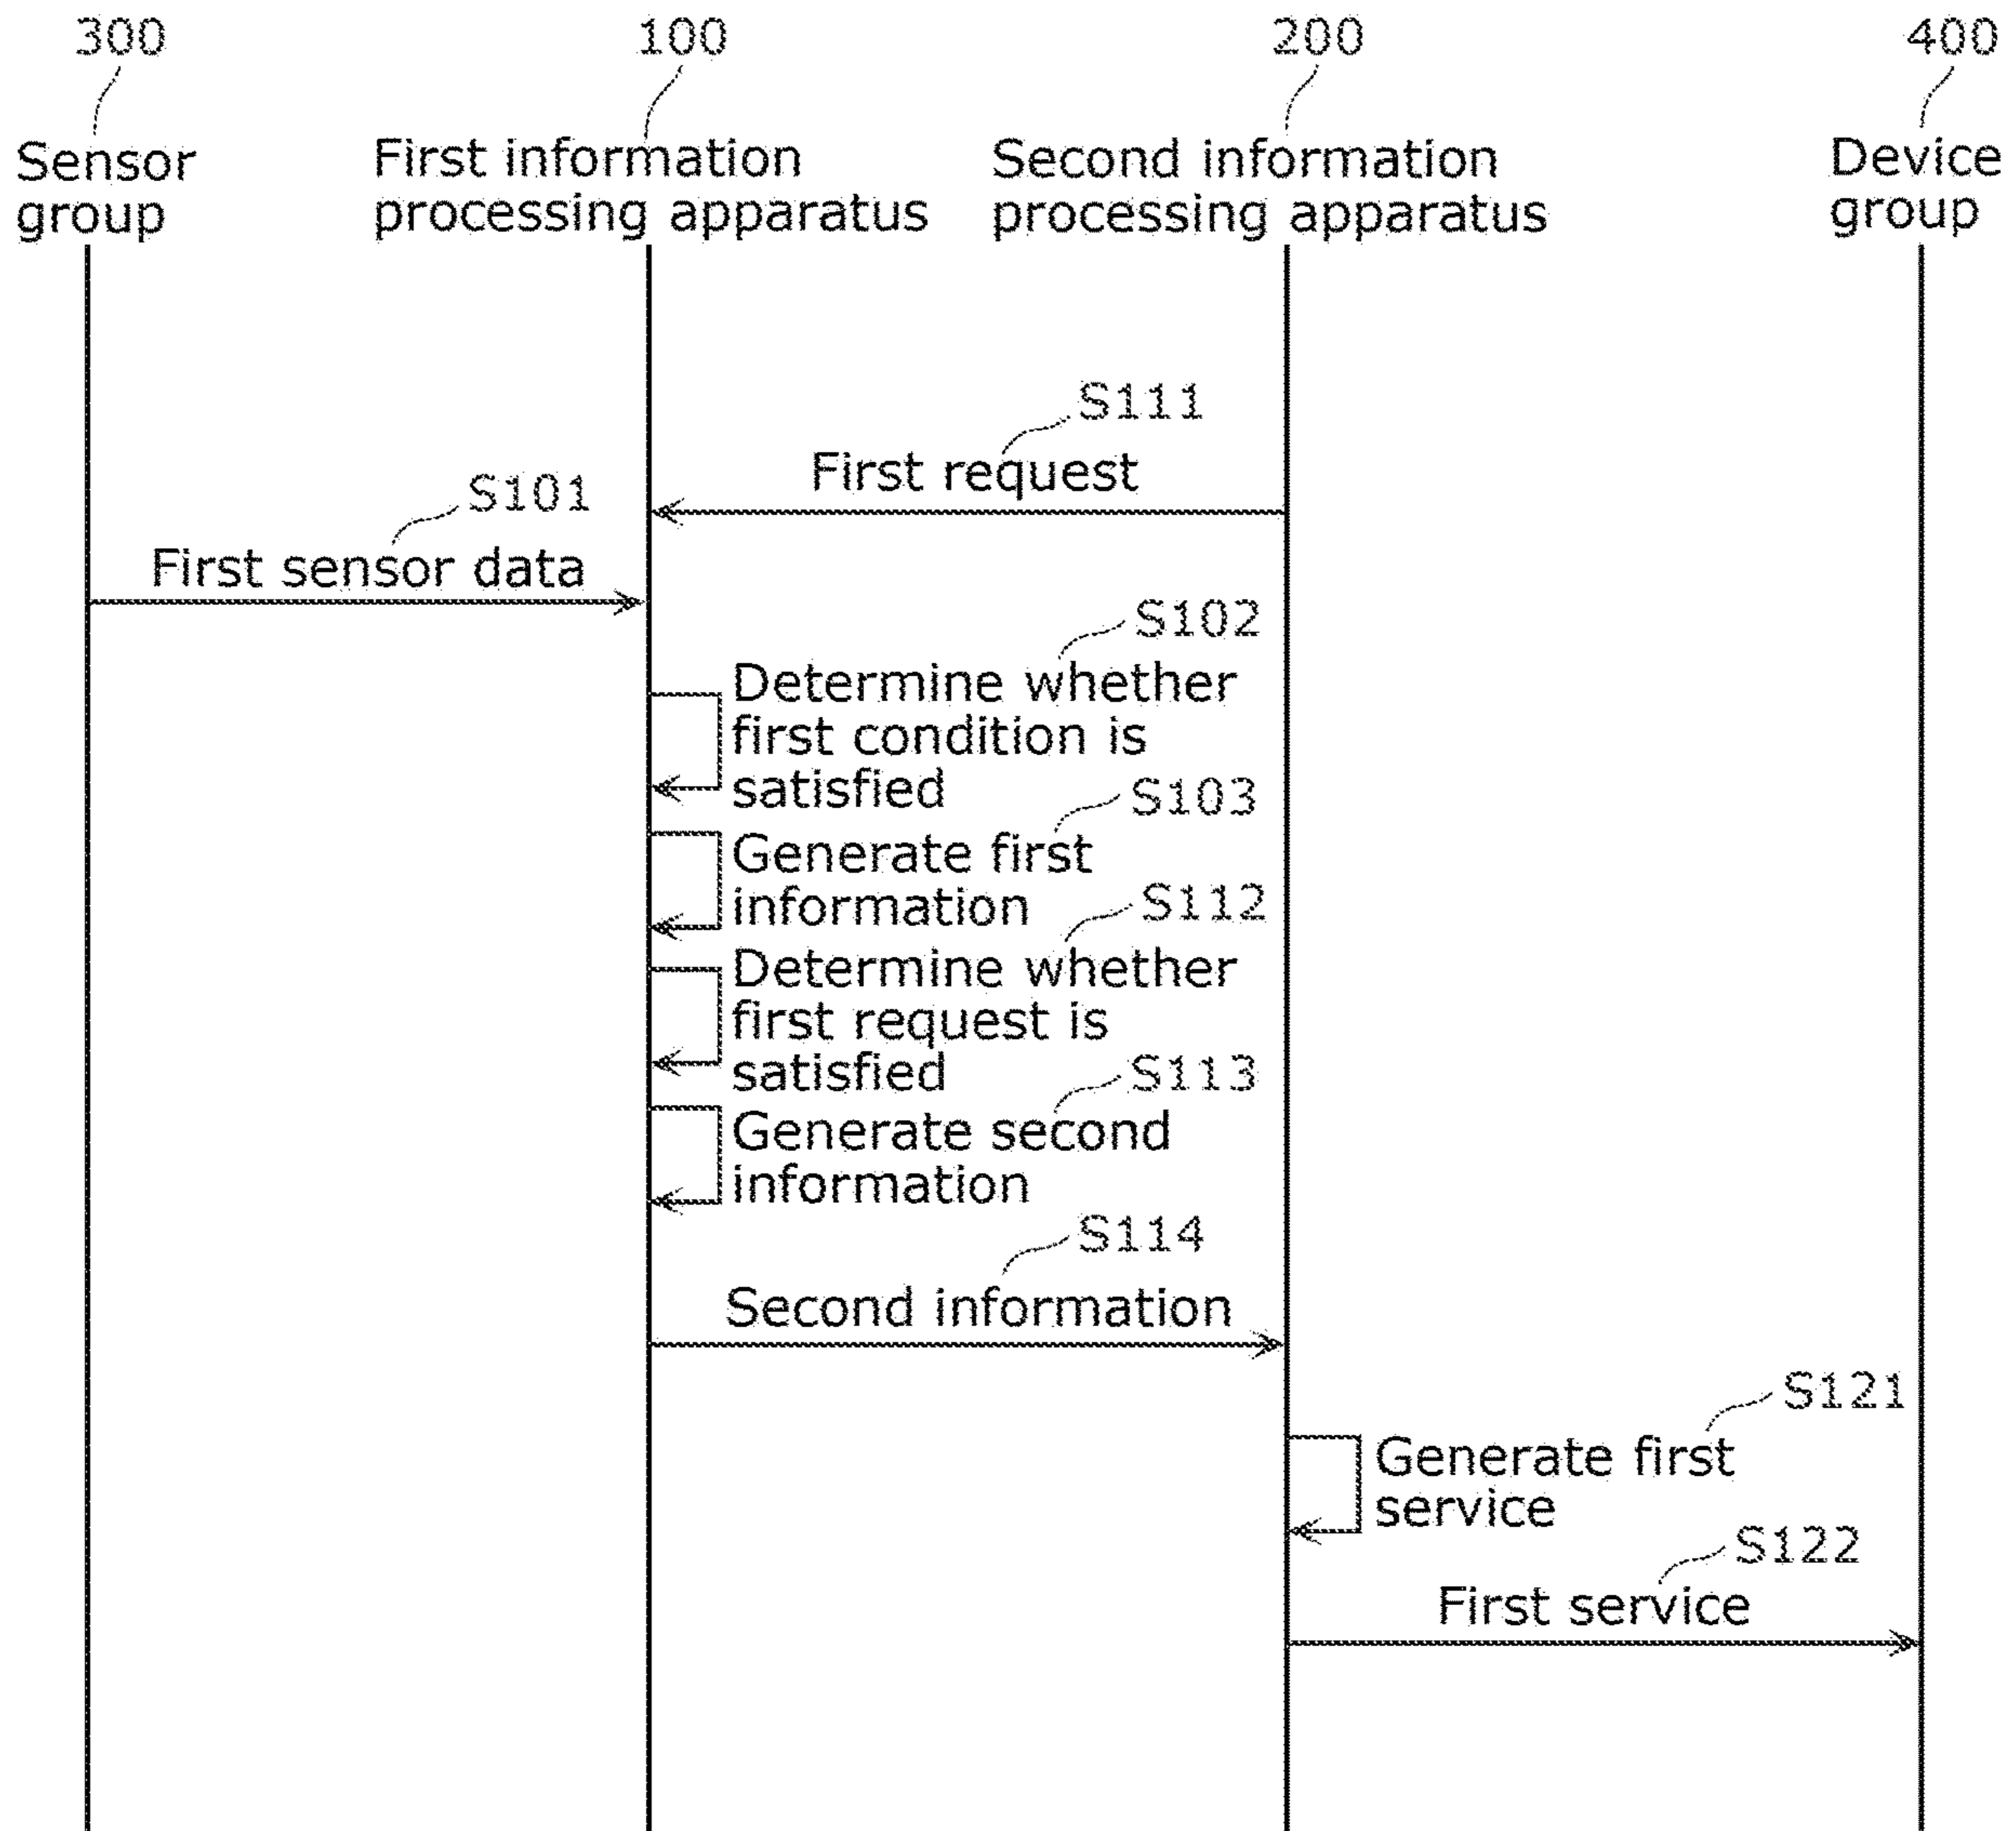 300
100
200
400
Sensor
group
First information
processing apparatus
Second information
processing apparatus
Device
group
S111
First request
S101
First sensor data
S102
Determine whether
first condition is
satisfied
S103
Generate first
information
S112
Determine whether
first request is
satisfied
S113
Generate second
information
S114
Second information
S121
Generate first
service
S122
First service